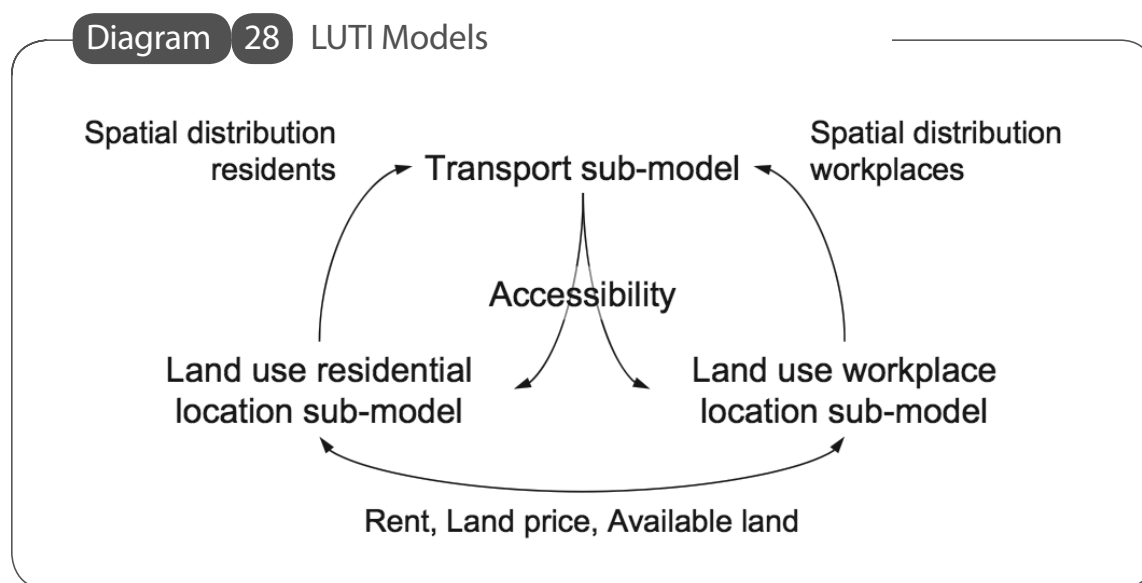 Diagram 28 LUTI Models
Spatial distribution
residents
Spatial distribution
workplaces
Transport sub-model
Accessibility
Land use residential
location sub-model
Land use workplace
location sub-model
Rent, Land price, Available land